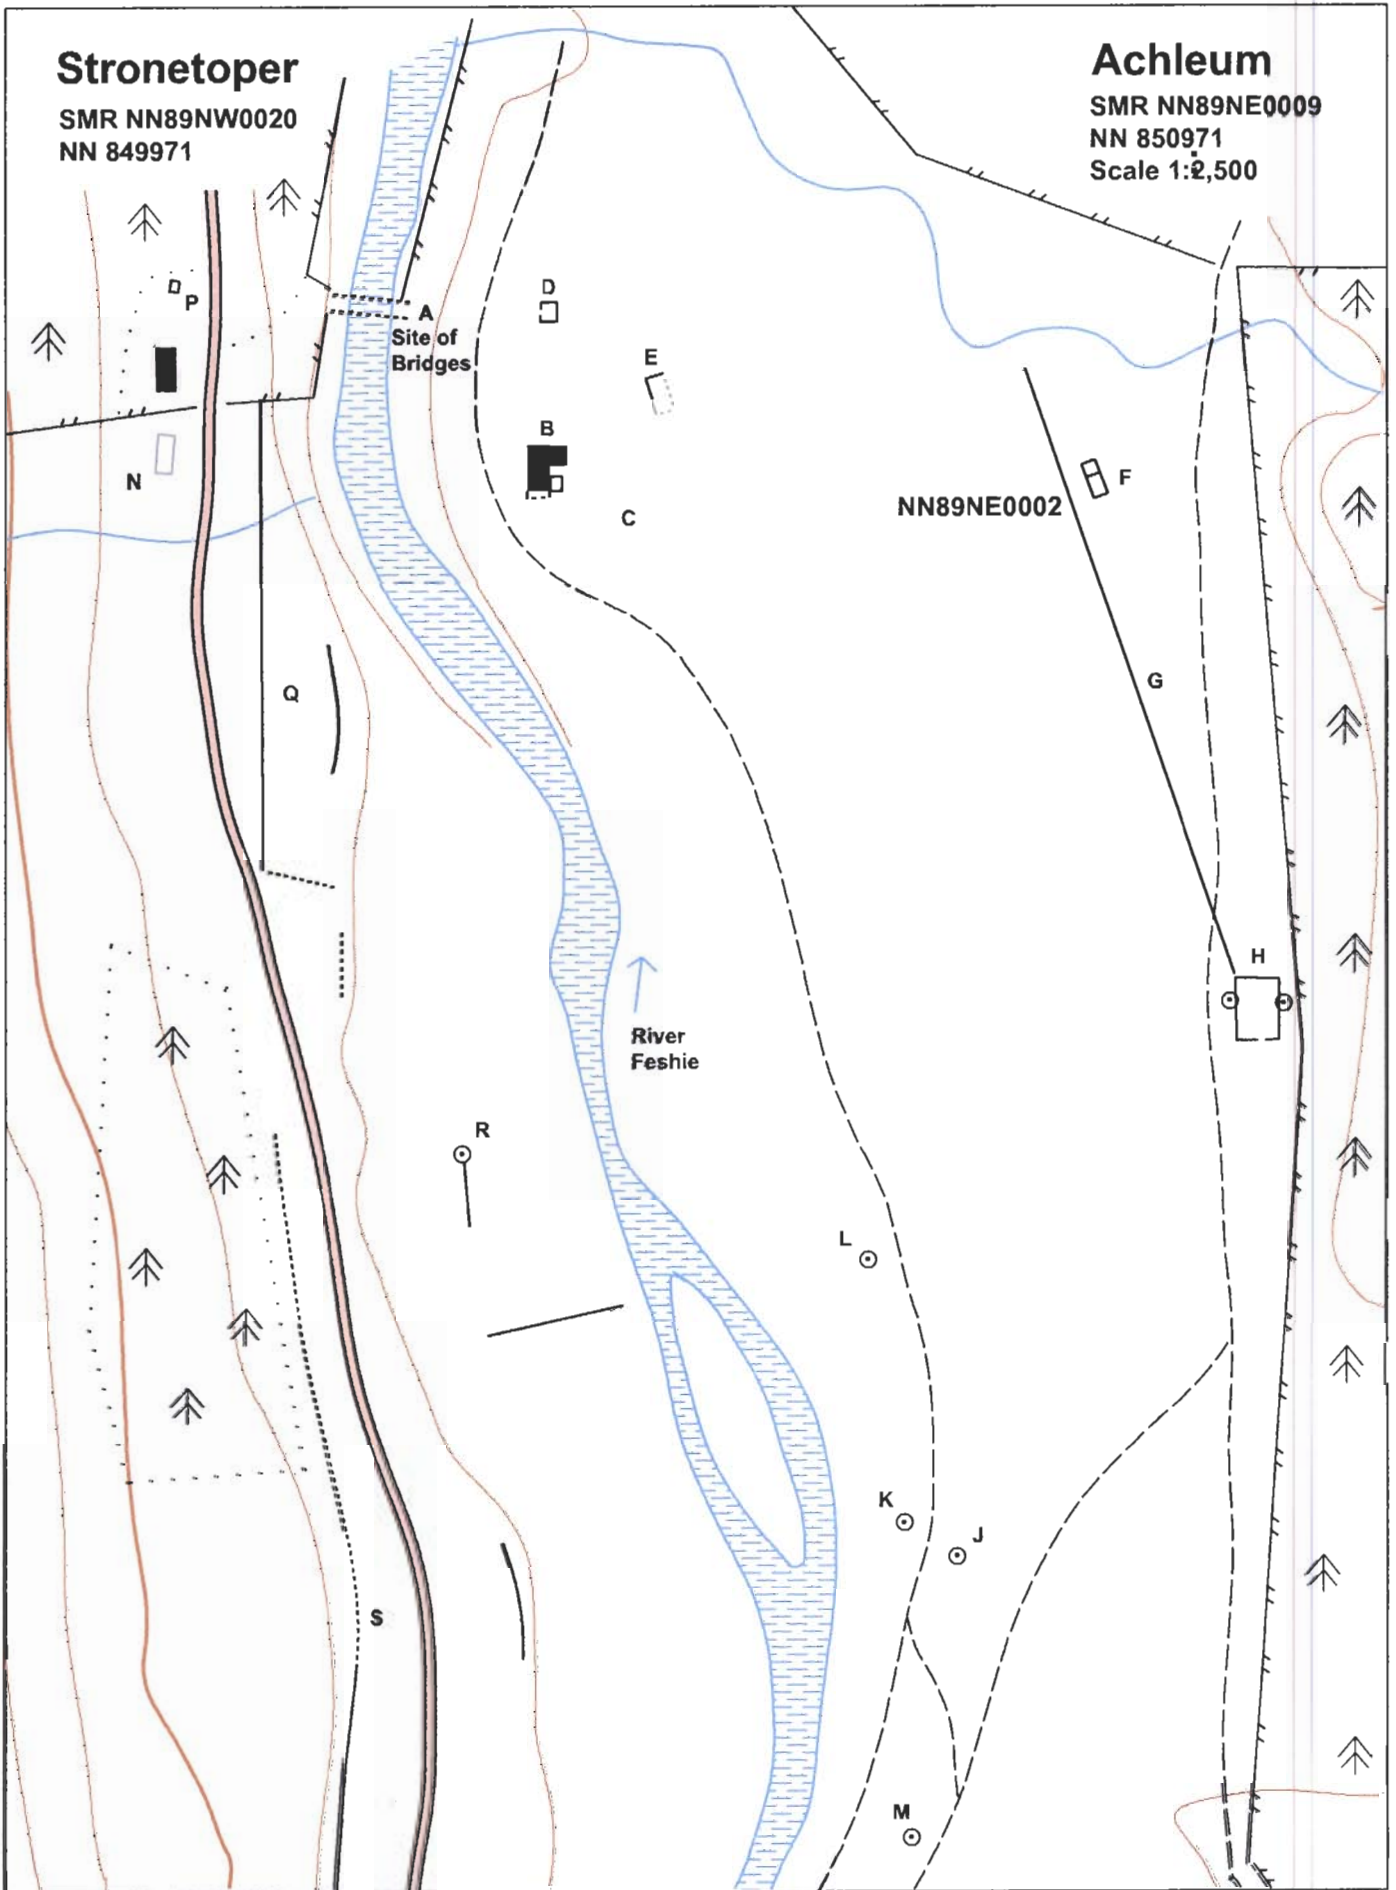 Stronetoper
SMR NN89NW0020
NN 849971
Achleum
SMR NN89NE0009
NN 850971
Scale 1:2,500
P
A
Site of
Bridges
D
E
B
N
C
NN89NE0002
F
Q
G
H
River
Feshie
R
L
K
J
S
M